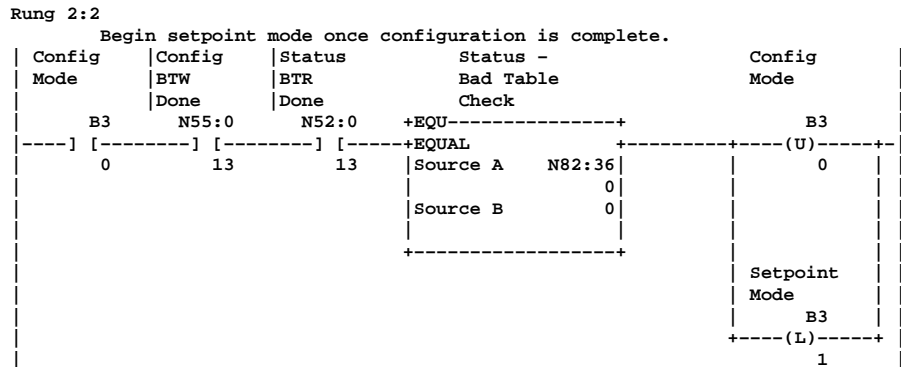 Rung 2:2
Begin setpoint mode once configuration is complete.
| Config |Config |Status Status – Config |
| Mode |BTW |BTR Bad Table Mode |
| |Done |Done Check |
| B3 N55:0 N52:0 +EQU----------------+ B3 |
|----] [--------] [--------] [-----+EQUAL +---------+----(U)-----+-|
| 0 13 13 |Source A N82:36| | 0 | |
| | 0| | | |
| |Source B 0| | | |
| | | | | |
| +------------------+ | | |
| | Setpoint | |
| | Mode | |
| | B3 | |
| +----(L)-----+ |
| 1 |